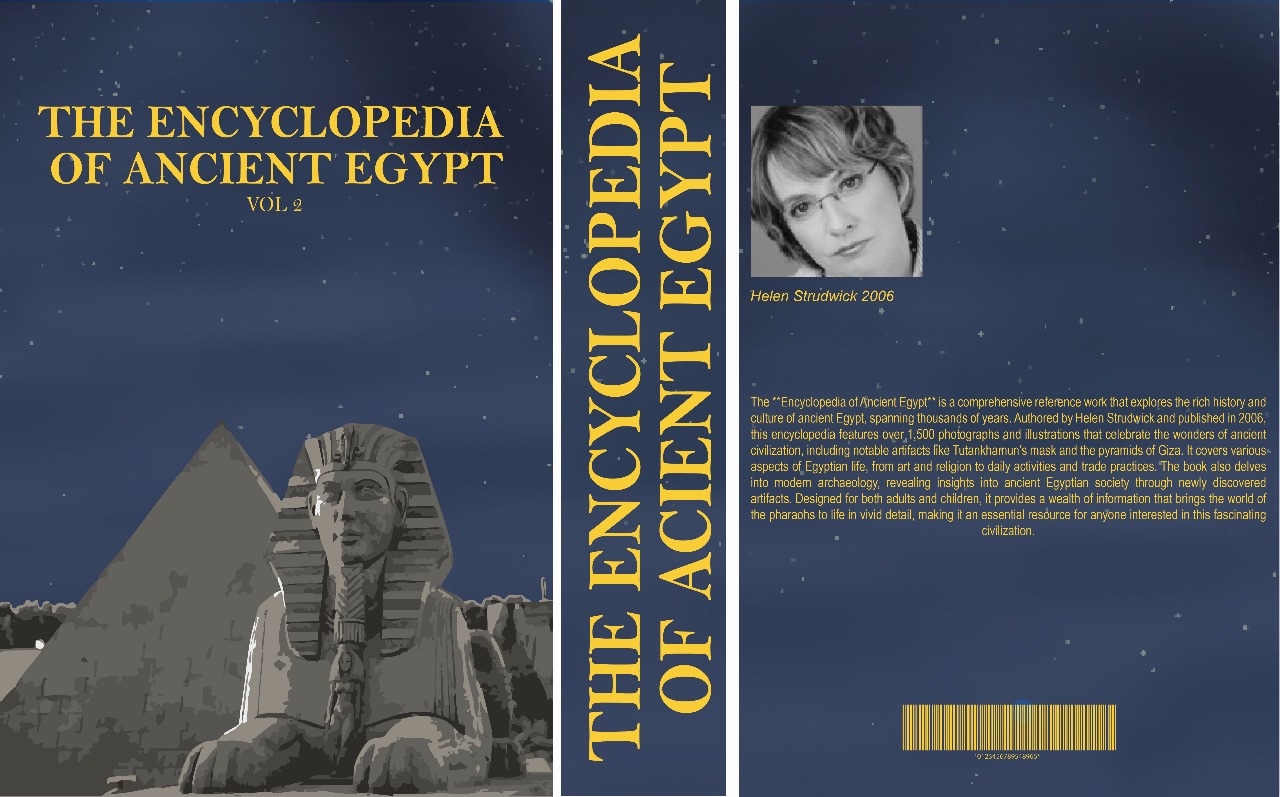 THE ENCYCLOPEDIA
OF ANCIENT EGYPT
VOL 2
THE ENCYCLOPEDIA
OF ACIENT EGYPT
Helen Strudwick 2006
The **Encyclopedia of Ancient Egypt** is a comprehensive reference work that explores the rich history and
culture of ancient Egypt, spanning thousands of years. Authored by Helen Strudwick and published in 2006,
this encyclopedia features over 1,500 photographs and illustrations that celebrate the wonders of ancient
civilization, including notable artifacts like Tutankhamun's mask and the pyramids of Giza. It covers various
aspects of Egyptian life, from art and religion to daily activities and trade practices. The book also delves
into modern archaeology, revealing insights into ancient Egyptian society through newly discovered
artifacts. Designed for both adults and children, it provides a wealth of information that brings the world of
the pharaohs to life in vivid detail, making it an essential resource for anyone interested in this fascinating
civilization.